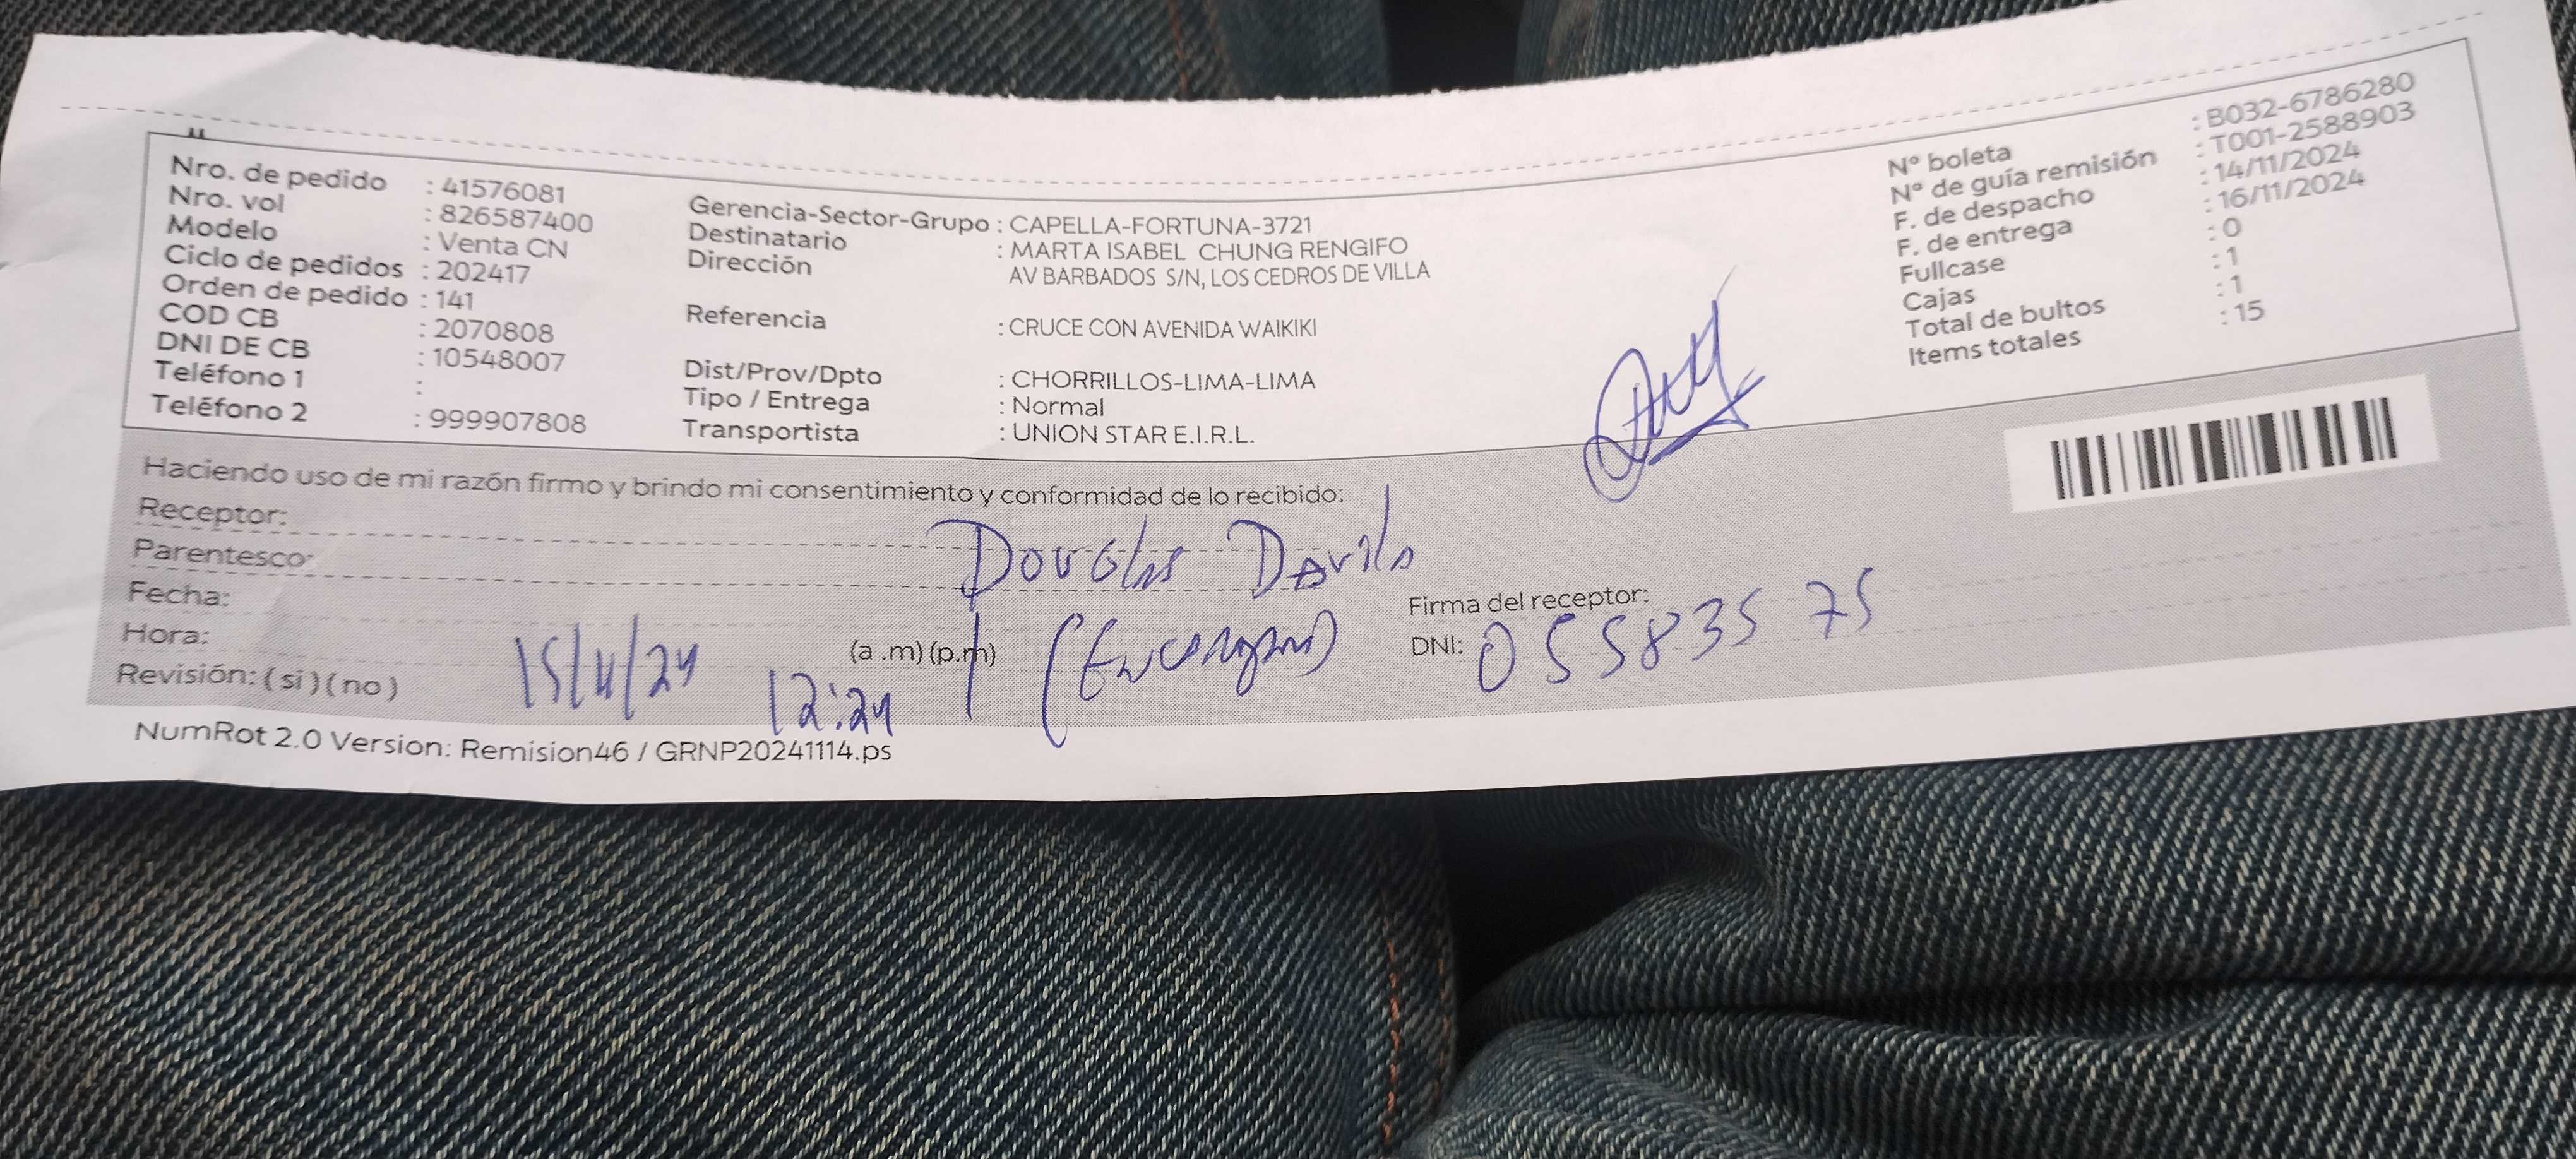 Nro. de pedido : 41576081
Nro. vol : 826587400
Modelo : Venta CN
Ciclo de pedidos : 202417
Orden de pedido : 141
COD CB : 2070808
DNI DE CB : 10548007
Teléfono 1 :
Teléfono 2 : 999907808
Gerencia-Sector-Grupo : CAPELLA-FORTUNA-3721
Destinatario : MARTA ISABEL CHUNG RENGIFO
Dirección AV BARBADOS S/N, LOS CEDROS DE VILLA
Referencia : CRUCE CON AVENIDA WAIKIKI
Dist/Prov/Dpto : CHORRILLOS-LIMA-LIMA
Tipo / Entrega : Normal
Transportista : UNION STAR E.I.R.L.
N° boleta : B032-6786280
N° de guía remisión : T001-2588903
F. de despacho : 14/11/2024
F. de entrega : 16/11/2024
Fullcase : 0
Cajas : 1
Total de bultos : 1
Items totales : 15
Haciendo uso de mi razón firmo y brindo mi consentimiento y conformidad de lo recibido:
Receptor: Douglas Davila
Parentesco:
Fecha: 15/11/24
Hora: 12:24 (a .m) (p.m)
Revisión: ( si ) ( no )
Firma del receptor:
DNI: 05583575
NumRot 2.0 Version: Remision46 / GRNP20241114.ps